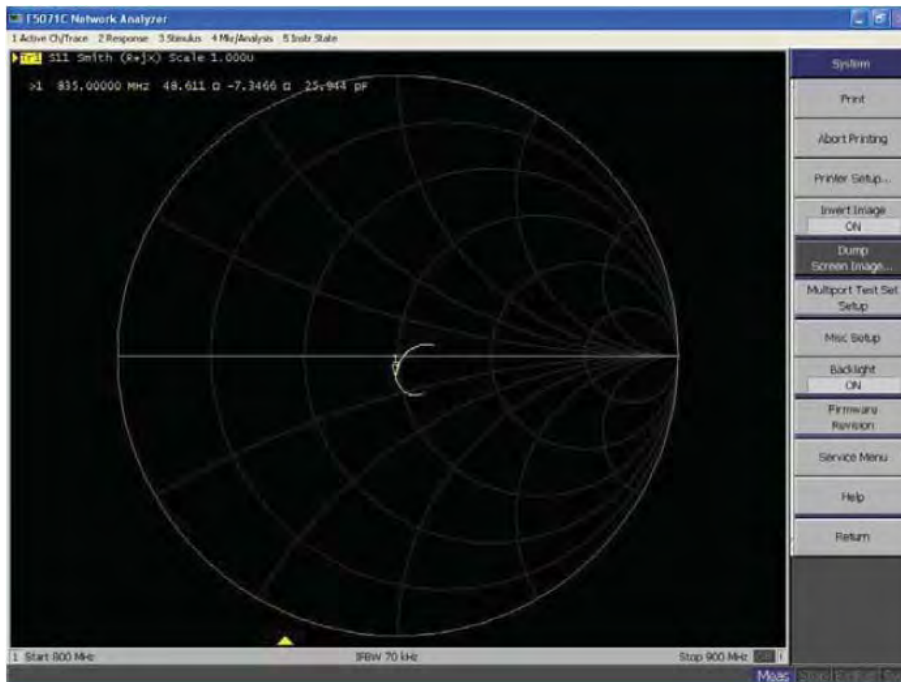 E5071C Network Analyzer
1 Active Ch/Trace 2 Response 3 Stimulus 4 Mkr/Analysis 5 Instr State
Tr1 S11 Smith (R+jX) Scale 1.000U
>1 835.00000 MHz 48.611 Ω -7.3466 Ω 25.944 pF
System
Print
Abort Printing
Printer Setup...
Invert Image
ON
Dump
Screen Image...
Multiport Test Set
Setup
Misc Setup
Backlight
ON
Firmware
Revision
Service Menu
Help
Return
1 Start 800 MHz IFBW 70 kHz Stop 900 MHz
Meas